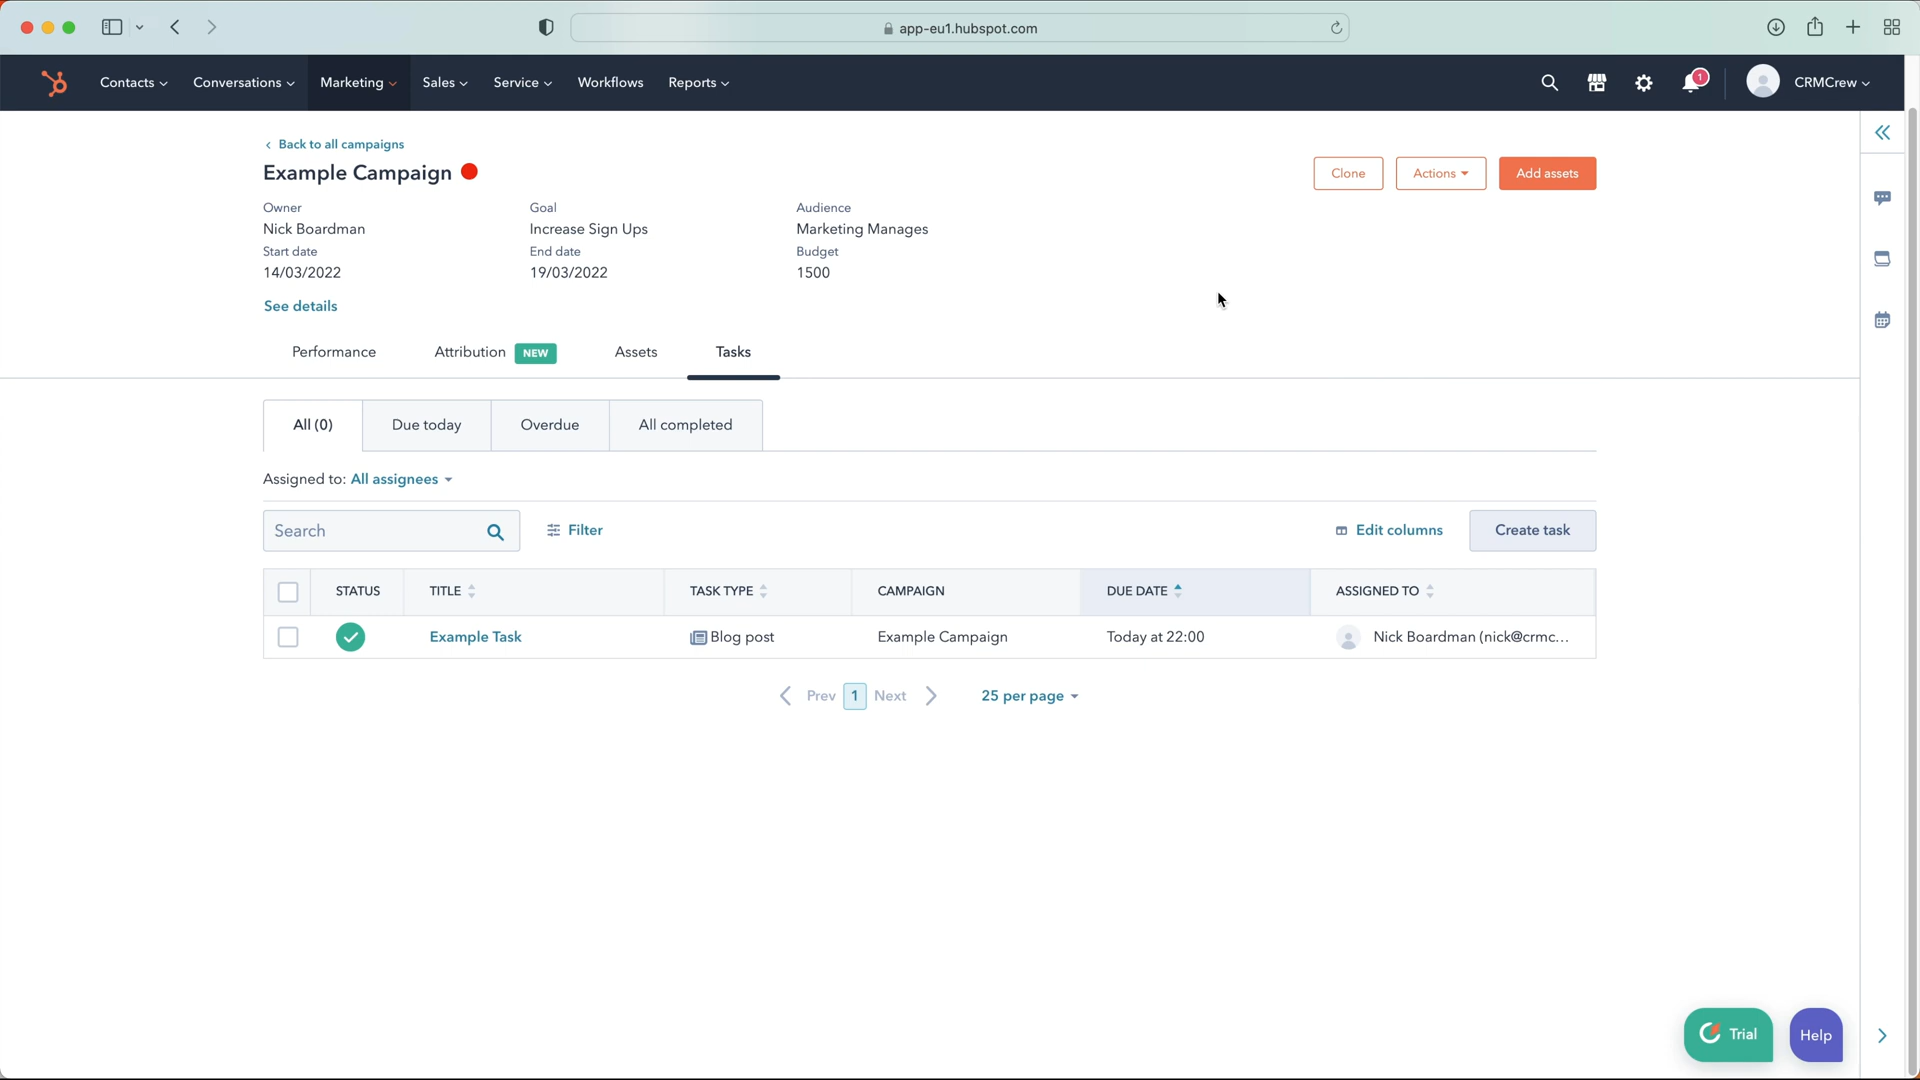 app-eu1.hubspot.com
Contacts Conversations Marketing Sales Service Workflows Reports 1 CRMCrew
Back to all campaigns
Example Campaign
Clone Actions Add assets
Owner Goal Audience
Nick Boardman Increase Sign Ups Marketing Manages
Start date End date Budget
14/03/2022 19/03/2022 1500
See details
Performance Attribution NEW Assets Tasks
All (0) Due today Overdue All completed
Assigned to: All assignees
Search Filter Edit columns Create task
STATUS TITLE TASK TYPE CAMPAIGN DUE DATE ASSIGNED TO
Example Task Blog post Example Campaign Today at 22:00 Nick Boardman (nick@crmc...
Prev 1 Next 25 per page
Trial Help